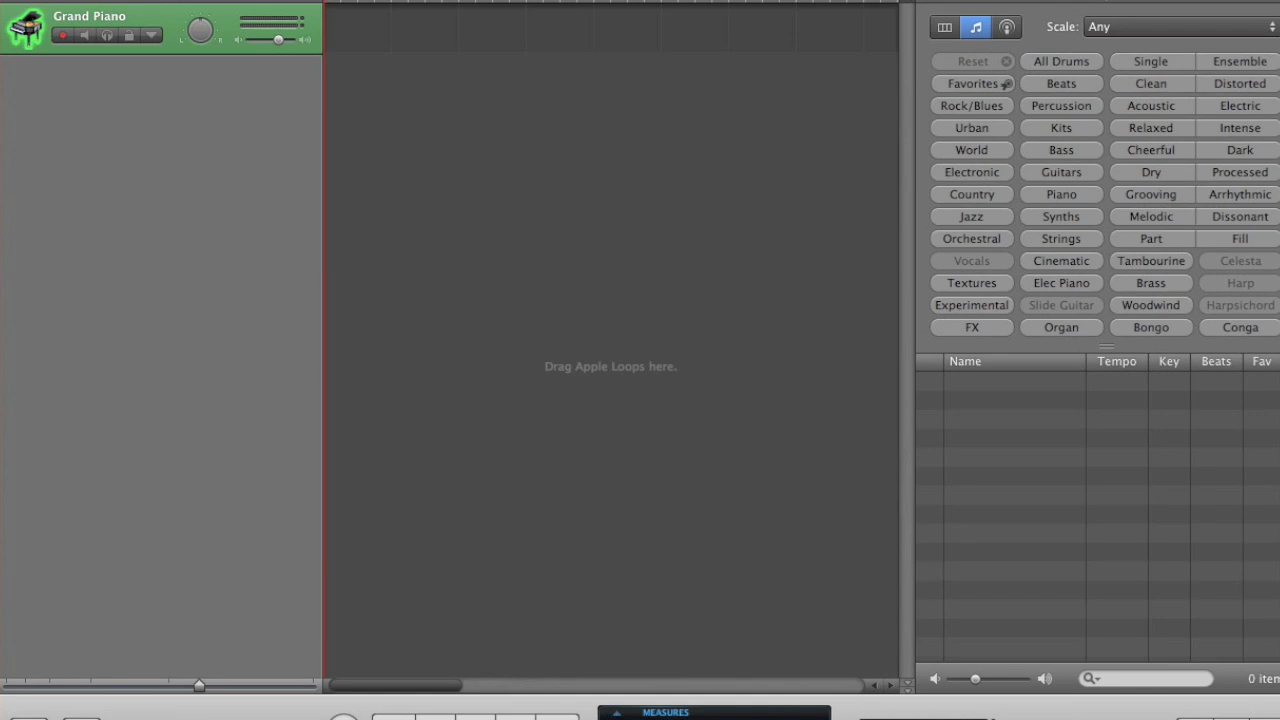 Grand Piano
L R
Scale: Any
Reset All Drums Single Ensemble
Favorites Beats Clean Distorted
Rock/Blues Percussion Acoustic Electric
Urban Kits Relaxed Intense
World Bass Cheerful Dark
Electronic Guitars Dry Processed
Country Piano Grooving Arrhythmic
Jazz Synths Melodic Dissonant
Orchestral Strings Part Fill
Vocals Cinematic Tambourine Celesta
Textures Elec Piano Brass Harp
Experimental Slide Guitar Woodwind Harpsichord
FX Organ Bongo Conga
Name Tempo Key Beats Fav
Drag Apple Loops here.
0 item
MEASURES